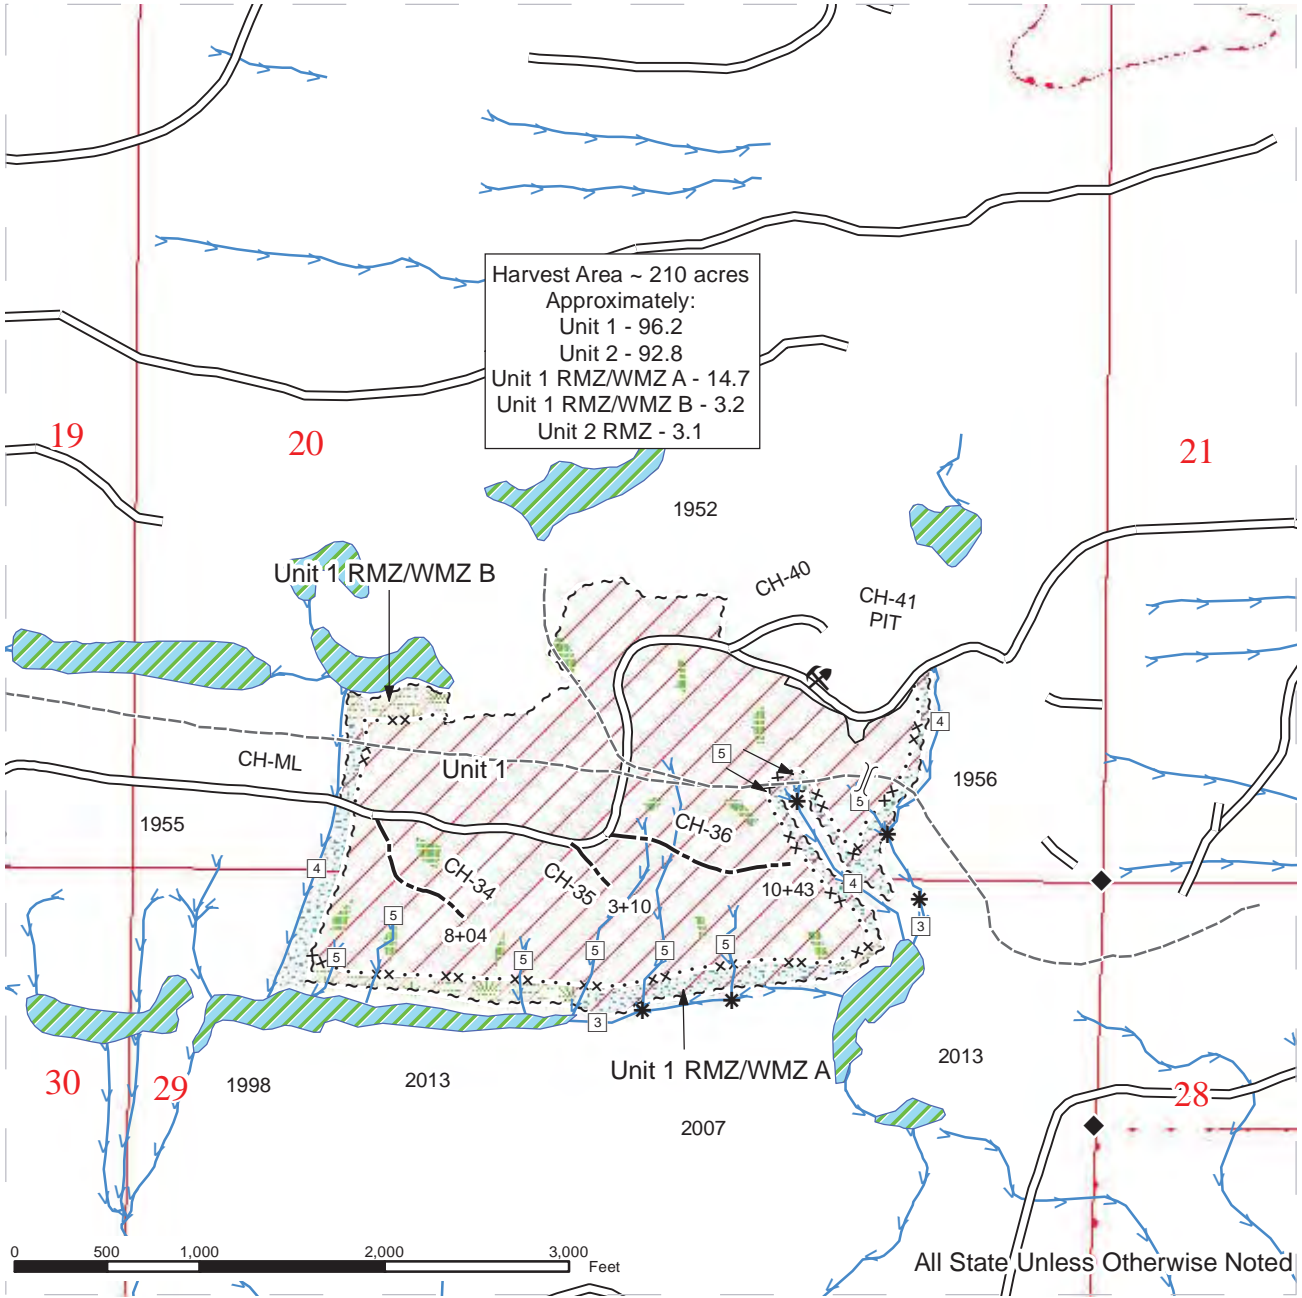 Harvest Area ~ 210 acres
Approximately:
Unit 1 - 96.2
Unit 2 - 92.8
Unit 1 RMZ/WMZ A - 14.7
Unit 1 RMZ/WMZ B - 3.2
Unit 2 RMZ - 3.1
19
20
21
1952
Unit 1 RMZ/WMZ B
CH-40
CH-41
PIT
4
CH-ML
Unit 1
5
1956
5
1955
CH-36
4
CH-34
CH-35
10+43
4
3+10
8+04
5
3
5
5
5
5
5
3
Unit 1 RMZ/WMZ A
2013
30
29
1998
2013
28
2007
0
500
1,000
2,000
3,000
Feet
All State Unless Otherwise Noted